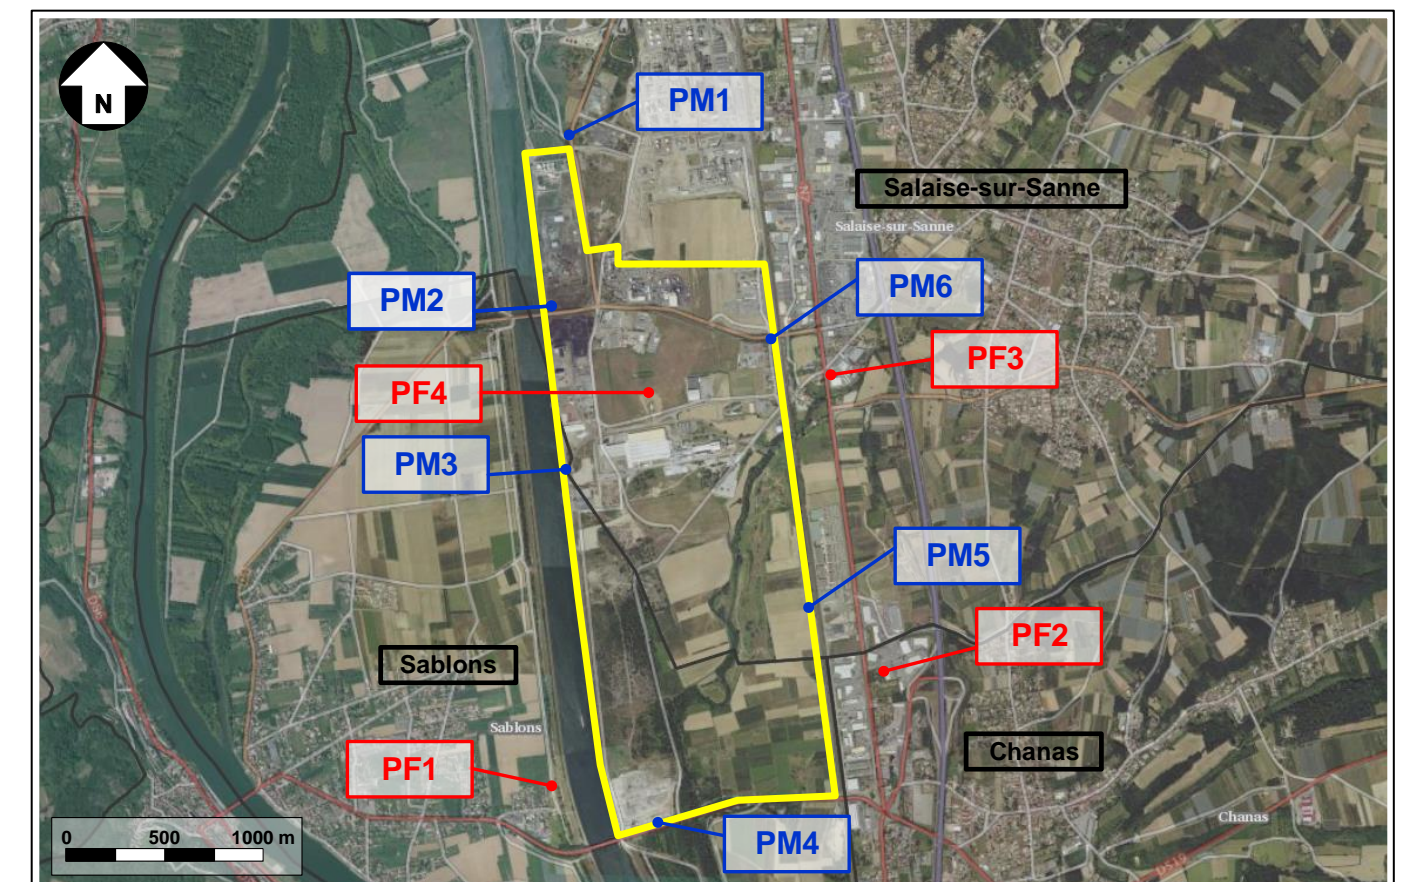 N
PM1
Salaise-sur-Sanne
Salaise-sur-Sanne
PM2
PM6
PF3
PF4
PM3
PM5
PF2
Sablons
Sablons
Chanas
PF1
Chanas
PM4
0 500 1000 m